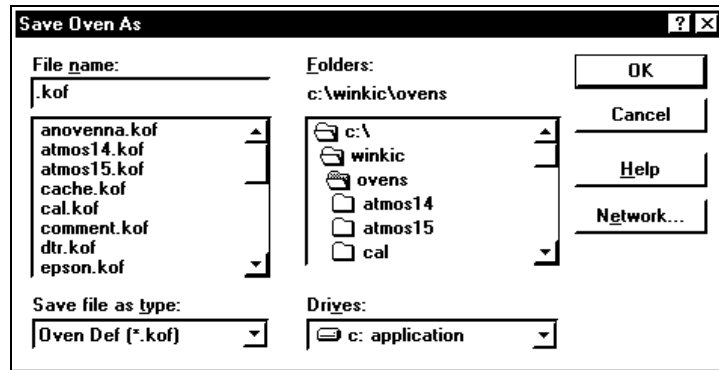 Save Oven As
File name:
.kof
anovenna.kof
atmos14.kof
atmos15.kof
cache.kof
cal.kof
comment.kof
dtr.kof
epson.kof
Save file as type:
Oven Def (*.kof)
Folders:
c:\winkic\ovens
c:\
winkic
ovens
atmos14
atmos15
cal
Drives:
c: application
OK
Cancel
Help
Network...